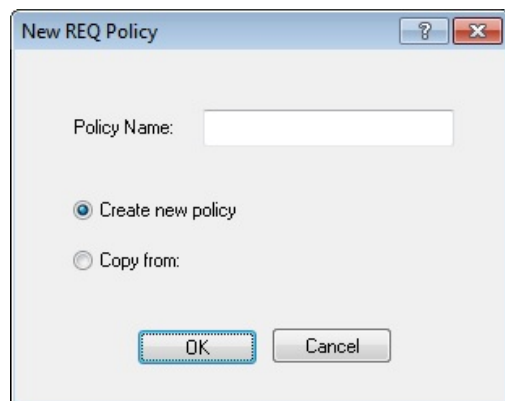 New REQ Policy
?
Policy Name:
Create new policy
Copy from:
OK Cancel